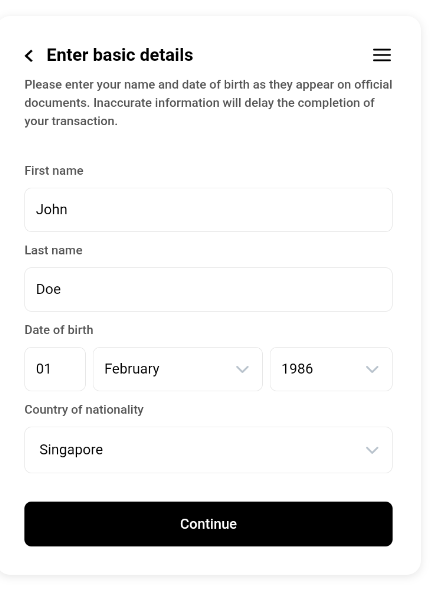 Enter basic details
Please enter your name and date of birth as they appear on official
documents. Inaccurate information will delay the completion of
your transaction.
First name
John
Last name
Doe
Date of birth
01 February 1986
Country of nationality
Singapore
Continue